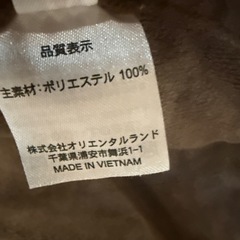 品質表示
主素材:ポリエステル 100%
株式会社オリエンタルランド
千葉県浦安市舞浜1-1
MADE IN VIETNAM